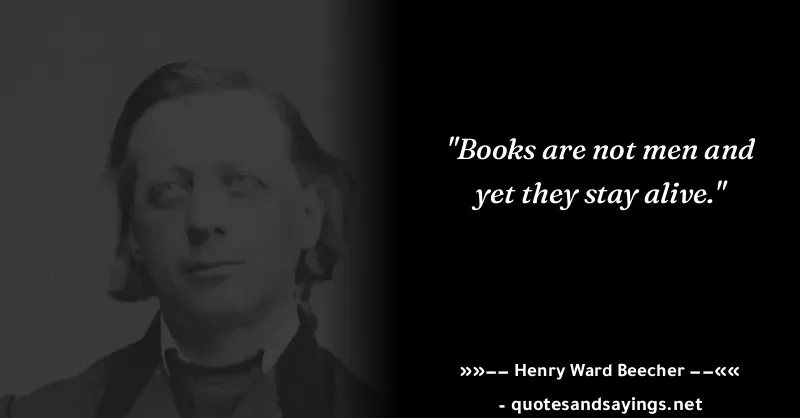 "Books are not men and
yet they stay alive."
»»–– Henry Ward Beecher ––««
- quotesandsayings.net